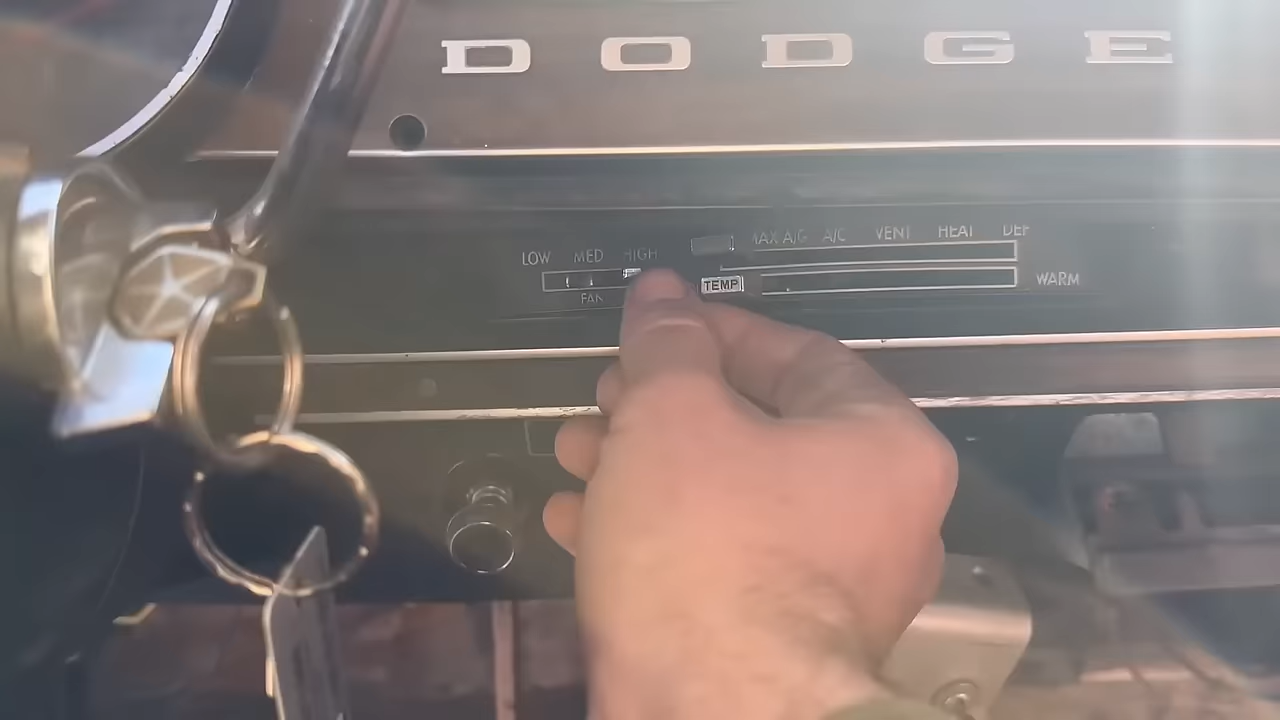 DODGE
MAX A/C A/C VENT HEAT DEF
LOW MED HIGH
TEMP WARM
FAN